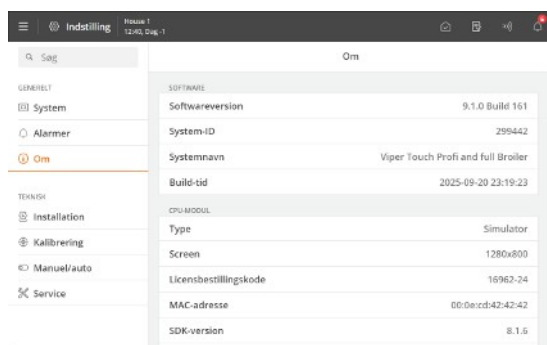 Indstilling
House 1
12:40, Dag -1
6
Søg
GENERELT
System
Alarmer
Om
TEKNISK
Installation
Kalibrering
Manuel/auto
Service
Om
SOFTWARE
Softwareversion 9.1.0 Build 161
System-ID 299442
Systemnavn Viper Touch Profi and full Broiler
Build-tid 2025-09-20 23:19:23
CPU-MODUL
Type Simulator
Screen 1280x800
Licensbestillingskode 16962-24
MAC-adresse 00:0e:cd:42:42:42
SDK-version 8.1.6